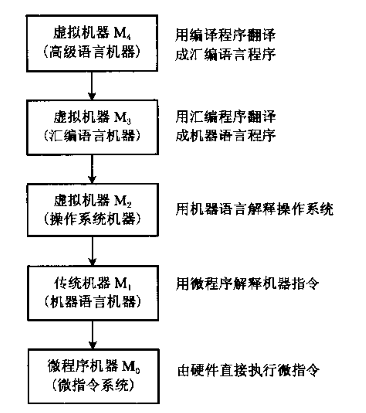 虚拟机器 M₄
(高级语言机器)
用编译程序翻译
成汇编语言程序
虚拟机器 M₃
(汇编语言机器)
用汇编程序翻译
成机器语言程序
虚拟机器 M₂
(操作系统机器)
用机器语言解释操作系统
传统机器 M₁
(机器语言机器)
用微程序解释机器指令
微程序机器 M₀
(微指令系统)
由硬件直接执行微指令